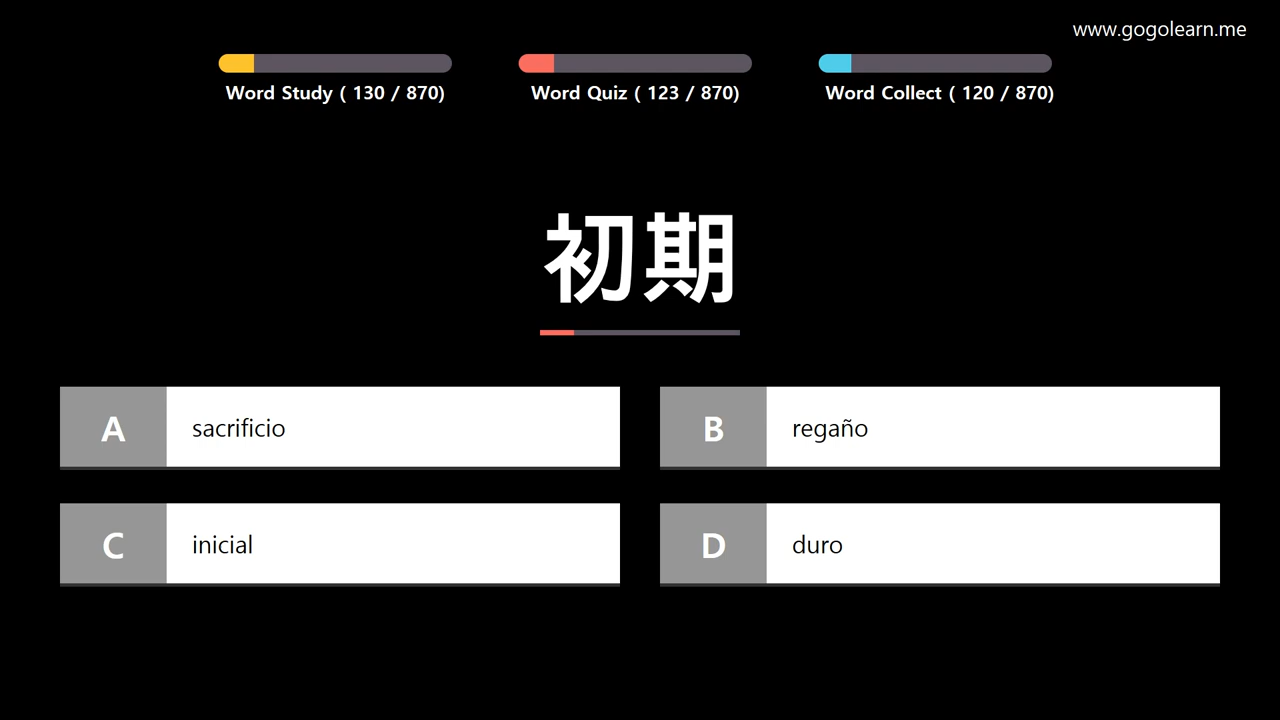 www.gogolearn.me
Word Study ( 130 / 870)
Word Quiz ( 123 / 870)
Word Collect ( 120 / 870)
初期
A sacrificio
B regaño
C inicial
D duro